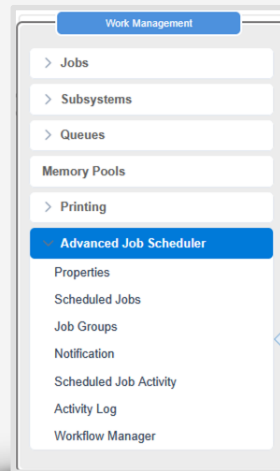 Work Management
Jobs
Subsystems
Queues
Memory Pools
Printing
Advanced Job Scheduler
Properties
Scheduled Jobs
Job Groups
Notification
Scheduled Job Activity
Activity Log
Workflow Manager